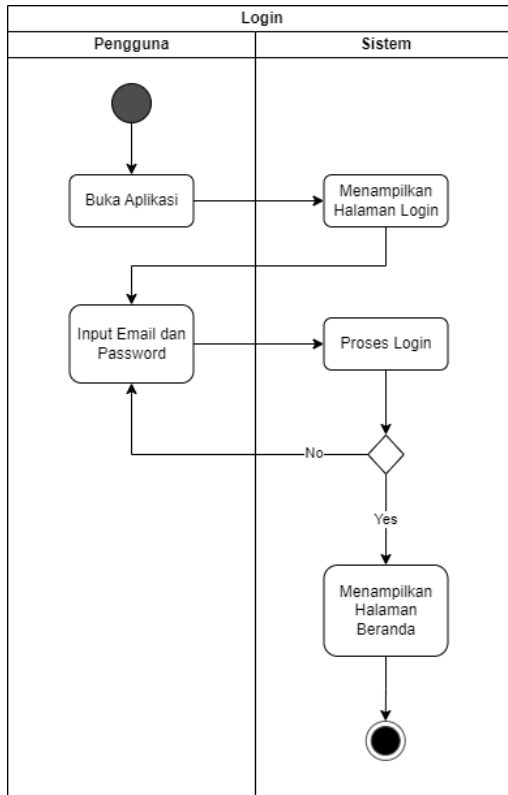 Login
Pengguna
Sistem
Buka Aplikasi
Menampilkan
Halaman Login
Input Email dan
Password
Proses Login
No
Yes
Menampilkan
Halaman
Beranda